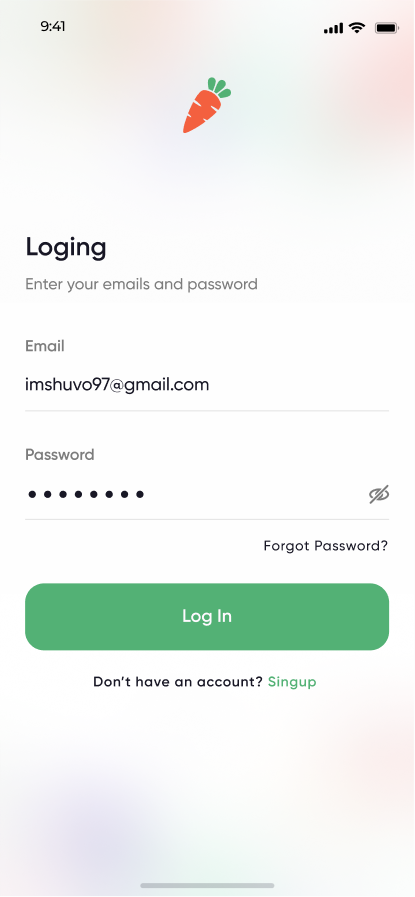 9:41
Loging
Enter your emails and password
Email
imshuvo97@gmail.com
Password
••••••••
Forgot Password?
Log In
Don't have an account? Singup